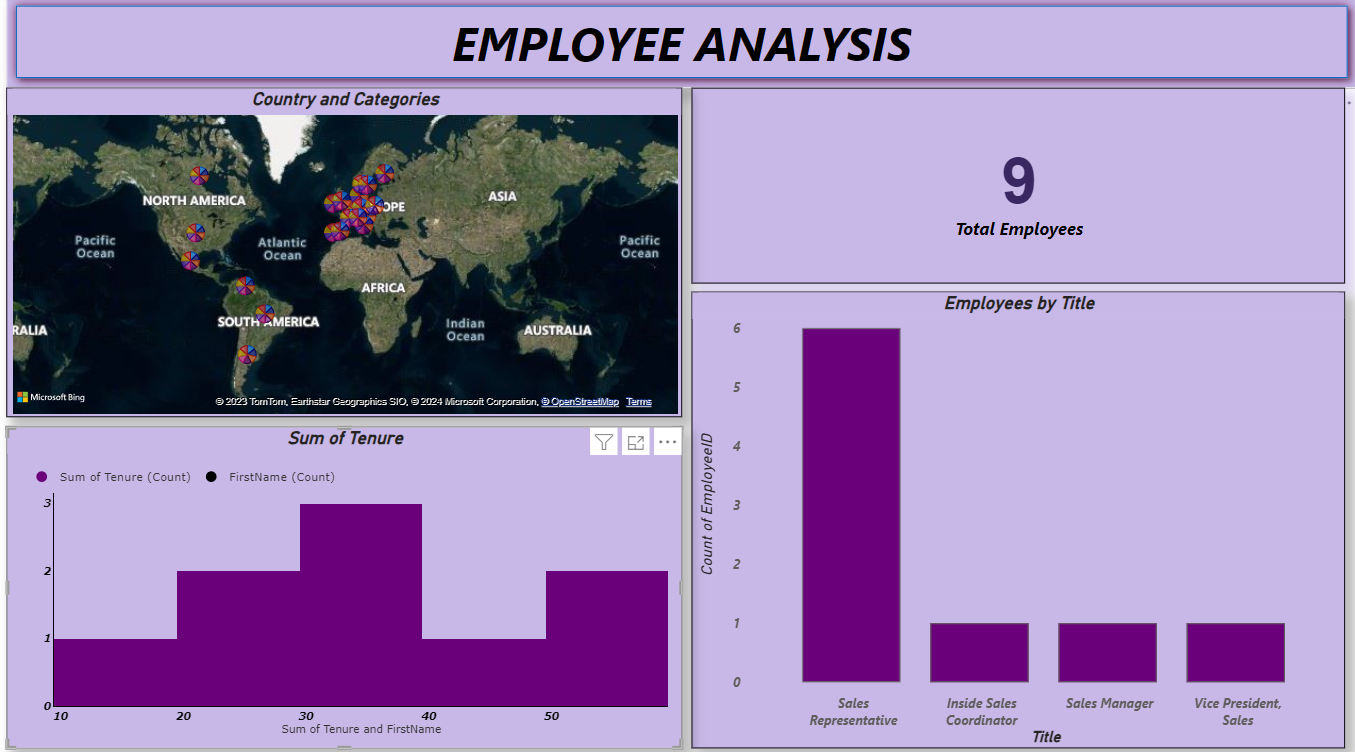 EMPLOYEE ANALYSIS
Country and Categories
NORTH AMERICA
ASIA
OPE
Pacific
Ocean
Atlantic
Ocean
Pacific
Ocean
AFRICA
SOUTH AMERICA
Indian
Ocean
RALIA
AUSTRALIA
Microsoft Bing
© 2023 TomTom, Earthstar Geographics SIO, © 2024 Microsoft Corporation, © OpenStreetMap Terms
9
Total Employees
Sum of Tenure
Sum of Tenure (Count) FirstName (Count)
3
2
1
0
10 20 30 40 50
Sum of Tenure and FirstName
Employees by Title
Count of EmployeeID
6
5
4
3
2
1
0
Sales
Representative
Inside Sales
Coordinator
Sales Manager
Vice President,
Sales
Title